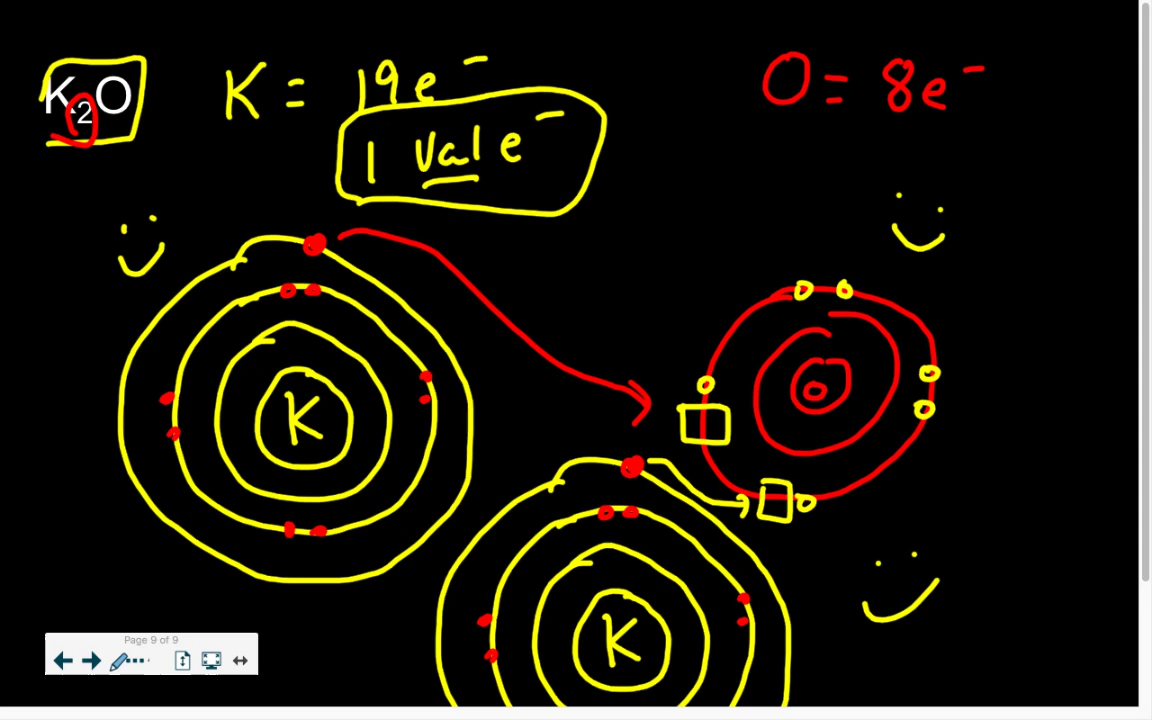 K₂O
K = 19e⁻
1 val e⁻
O = 8e⁻
K
O
K
Page 9 of 9